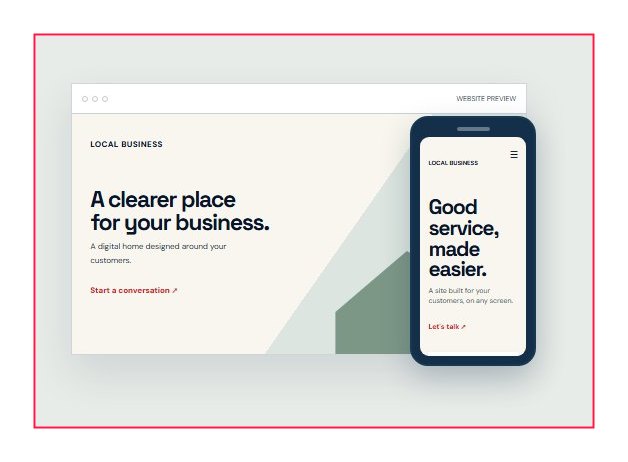 WEBSITE PREVIEW
LOCAL BUSINESS
A clearer place
for your business.
A digital home designed around your
customers.
Start a conversation ↗
LOCAL BUSINESS
Good
service,
made
easier.
A site built for your
customers, on any screen.
Let's talk ↗